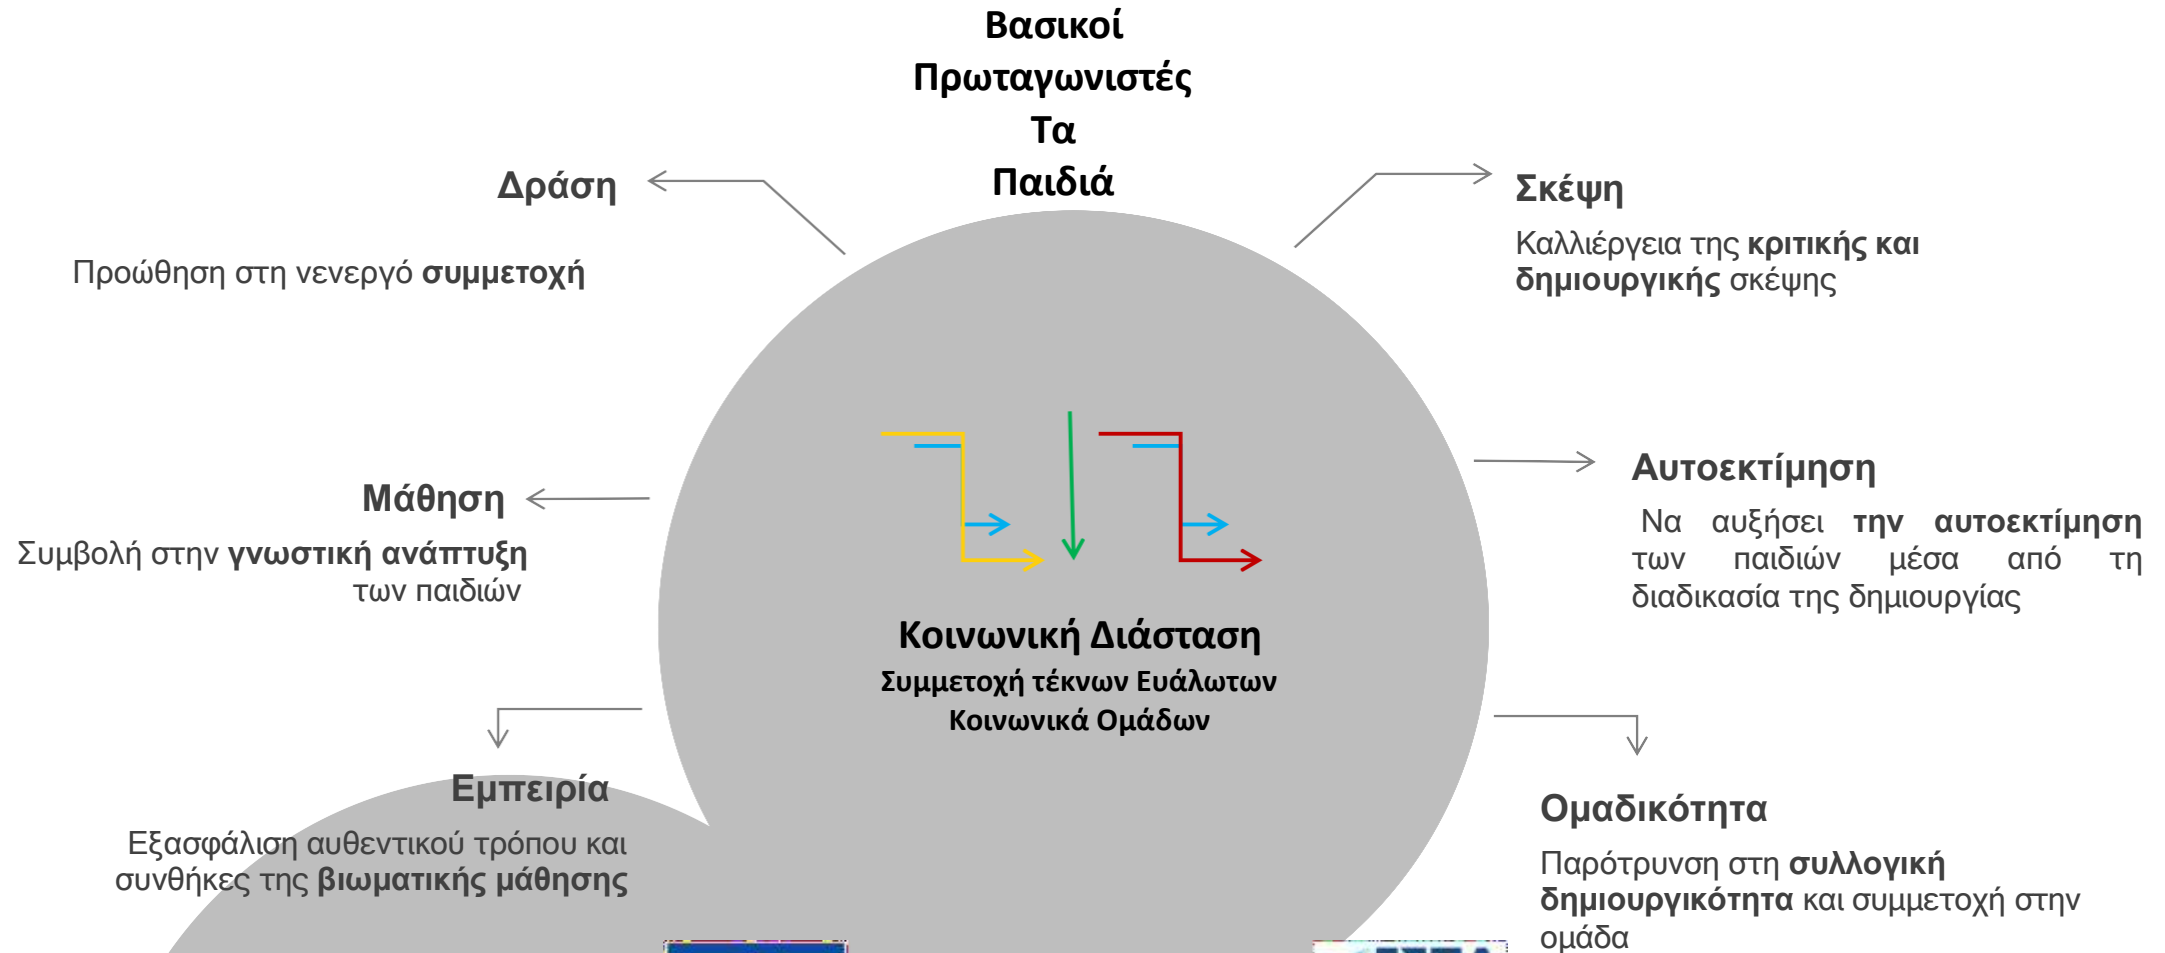 Βασικοί
Πρωταγωνιστές
Τα
Παιδιά
Δράση
Προώθηση στη νενεργό συμμετοχή
Μάθηση
Συμβολή στην γνωστική ανάπτυξη
των παιδιών
Εμπειρία
Εξασφάλιση αυθεντικού τρόπου και
συνθήκες της βιωματικής μάθησης
Κοινωνική Διάσταση
Συμμετοχή τέκνων Ευάλωτων
Κοινωνικά Ομάδων
Σκέψη
Καλλιέργεια της κριτικής και
δημιουργικής σκέψης
Αυτοεκτίμηση
Να αυξήσει την αυτοεκτίμηση
των παιδιών μέσα από τη
διαδικασία της δημιουργίας
Ομαδικότητα
Παρότρυνση στη συλλογική
δημιουργικότητα και συμμετοχή στην
ομάδα